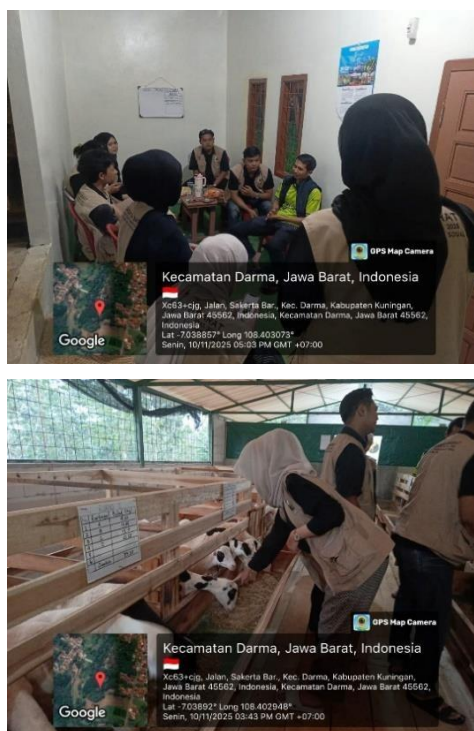 GPS Map Camera
Kecamatan Darma, Jawa Barat, Indonesia
Xc63+cjg, Jalan, Sakerta Bar., Kec. Darma, Kabupaten Kuningan,
Jawa Barat 45562, Indonesia, Kecamatan Darma, Jawa Barat 45562,
Indonesia
Lat -7.038857° Long 108.403073°
Senin, 10/11/2025 05:03 PM GMT +07:00
Google
GPS Map Camera
Kecamatan Darma, Jawa Barat, Indonesia
Xc63+cjg, Jalan, Sakerta Bar., Kec. Darma, Kabupaten Kuningan,
Jawa Barat 45562, Indonesia, Kecamatan Darma, Jawa Barat 45562,
Indonesia
Lat -7.03892° Long 108.402948°
Senin, 10/11/2025 03:43 PM GMT +07:00
Google